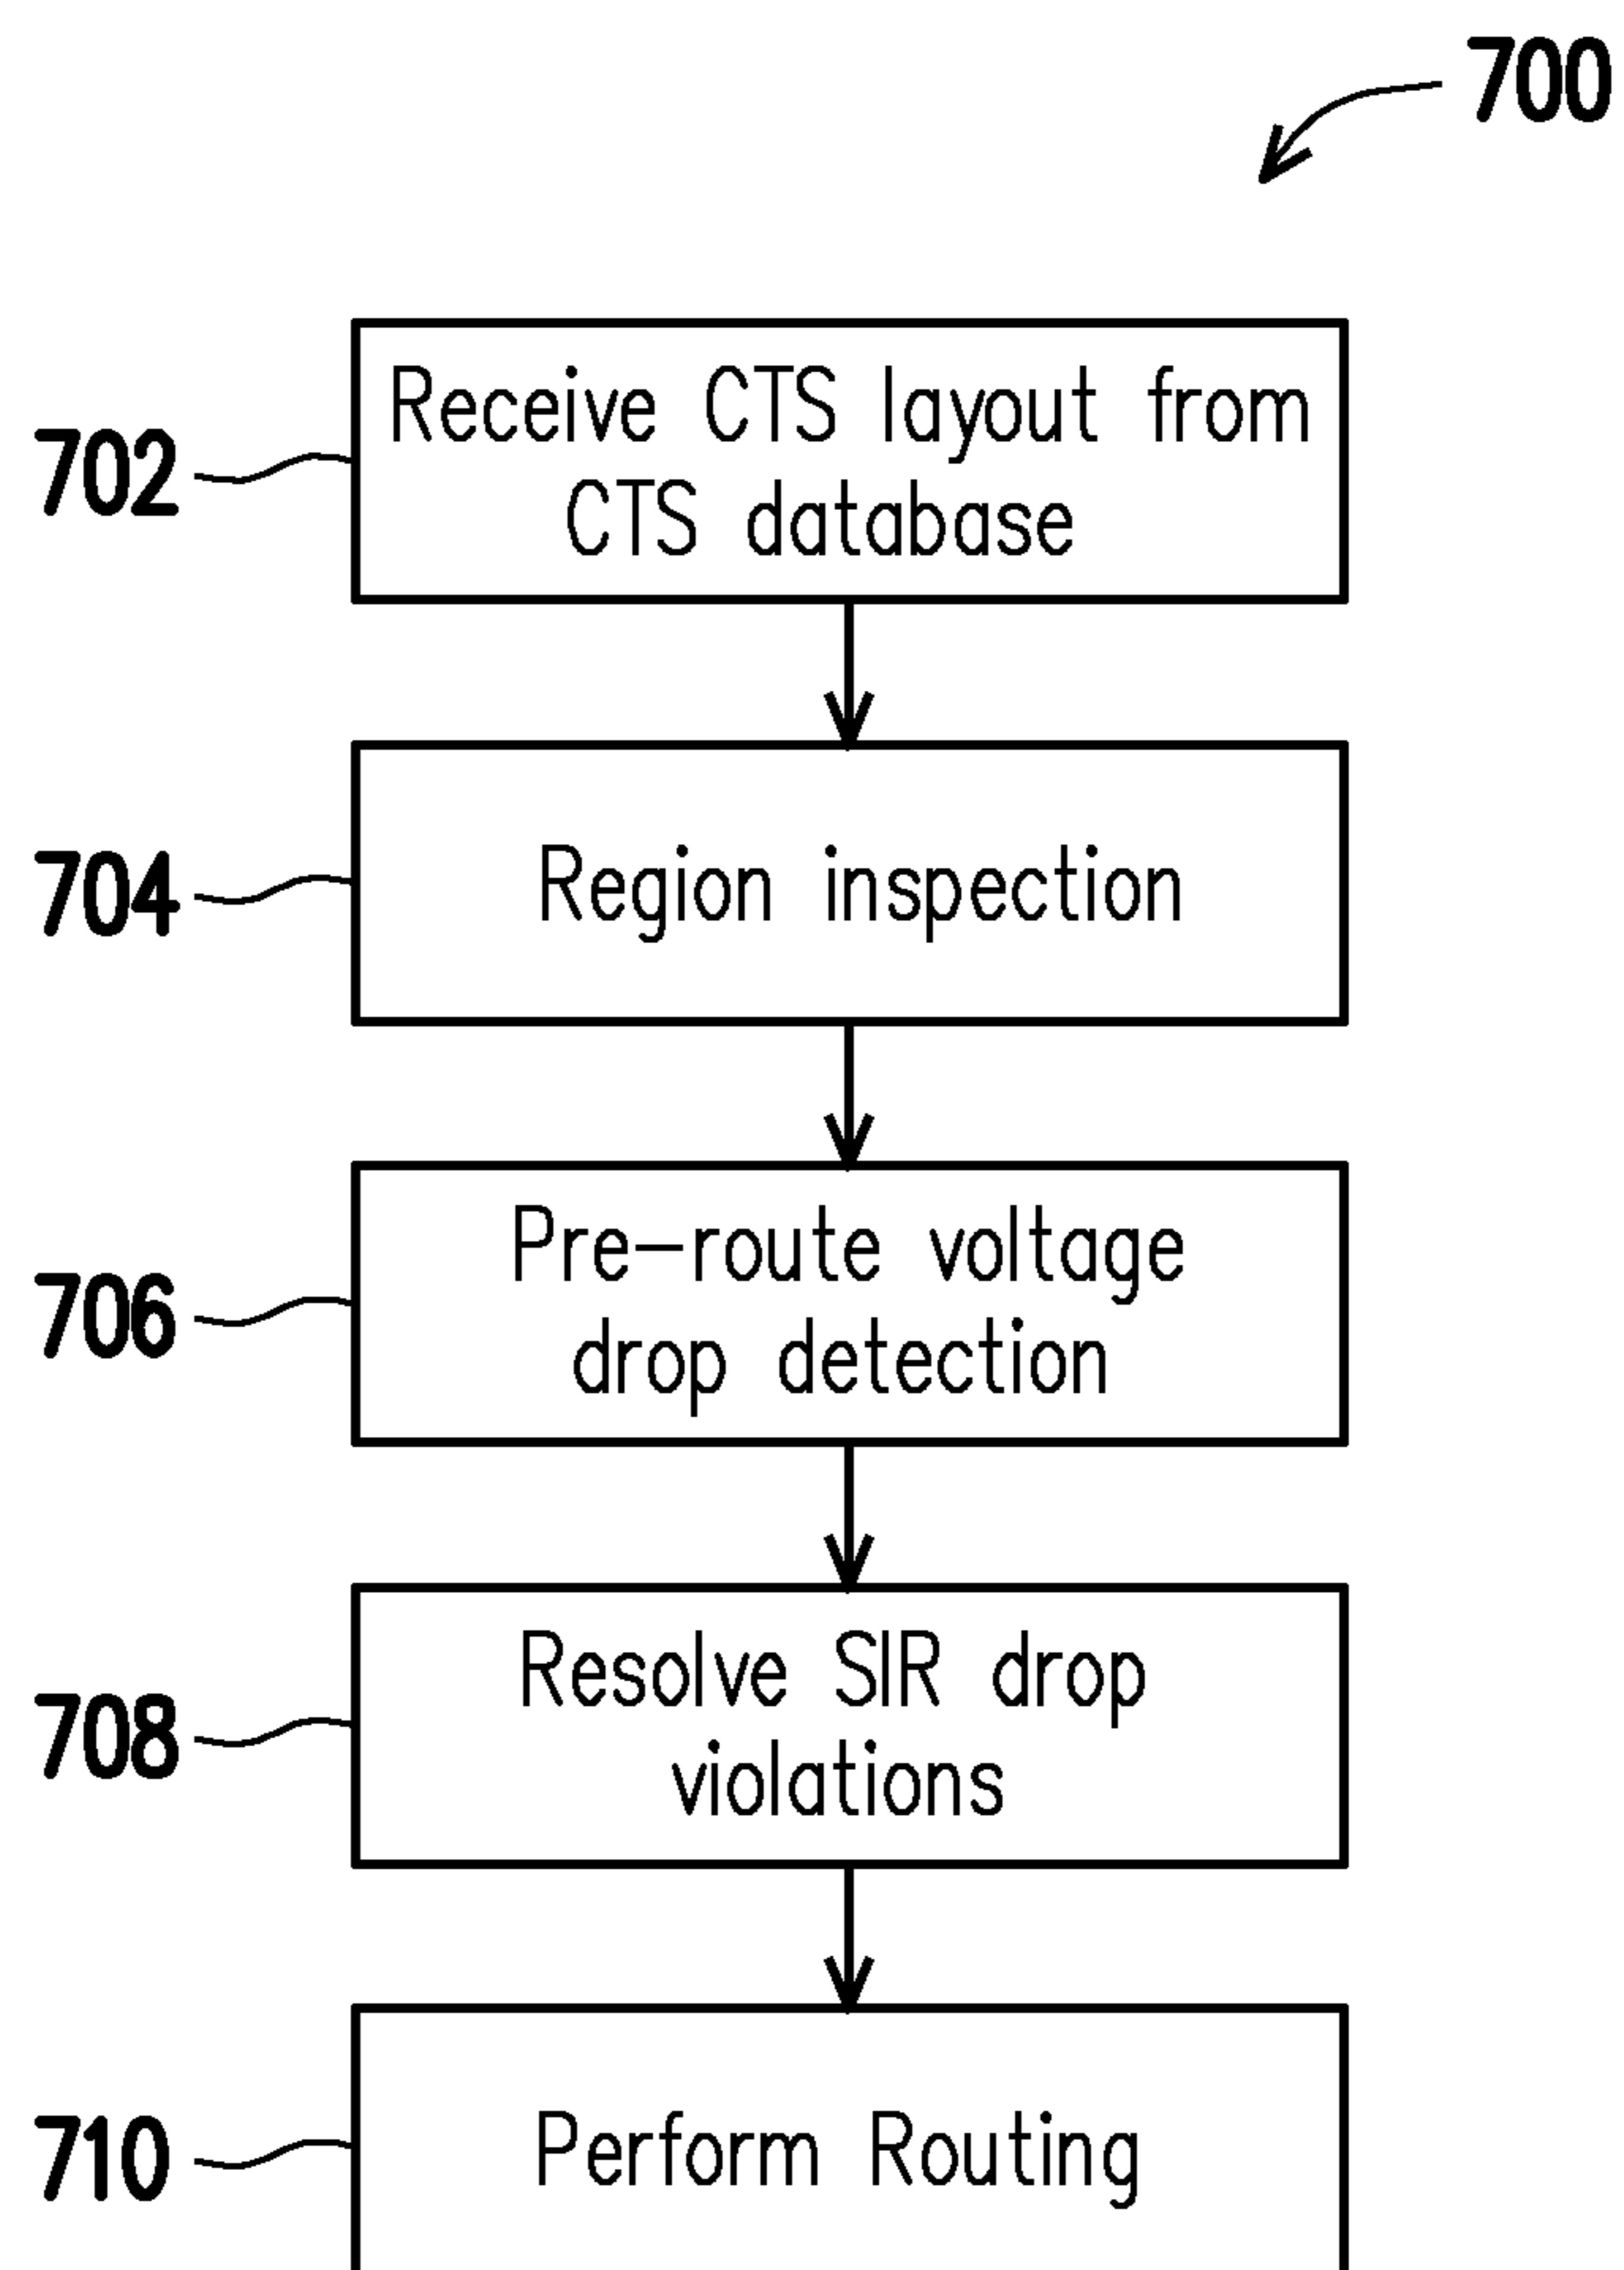 700
702
Receive CTS layout from
CTS database
704
Region inspection
706
Pre-route voltage
drop detection
708
Resolve SIR drop
violations
710
Perform Routing